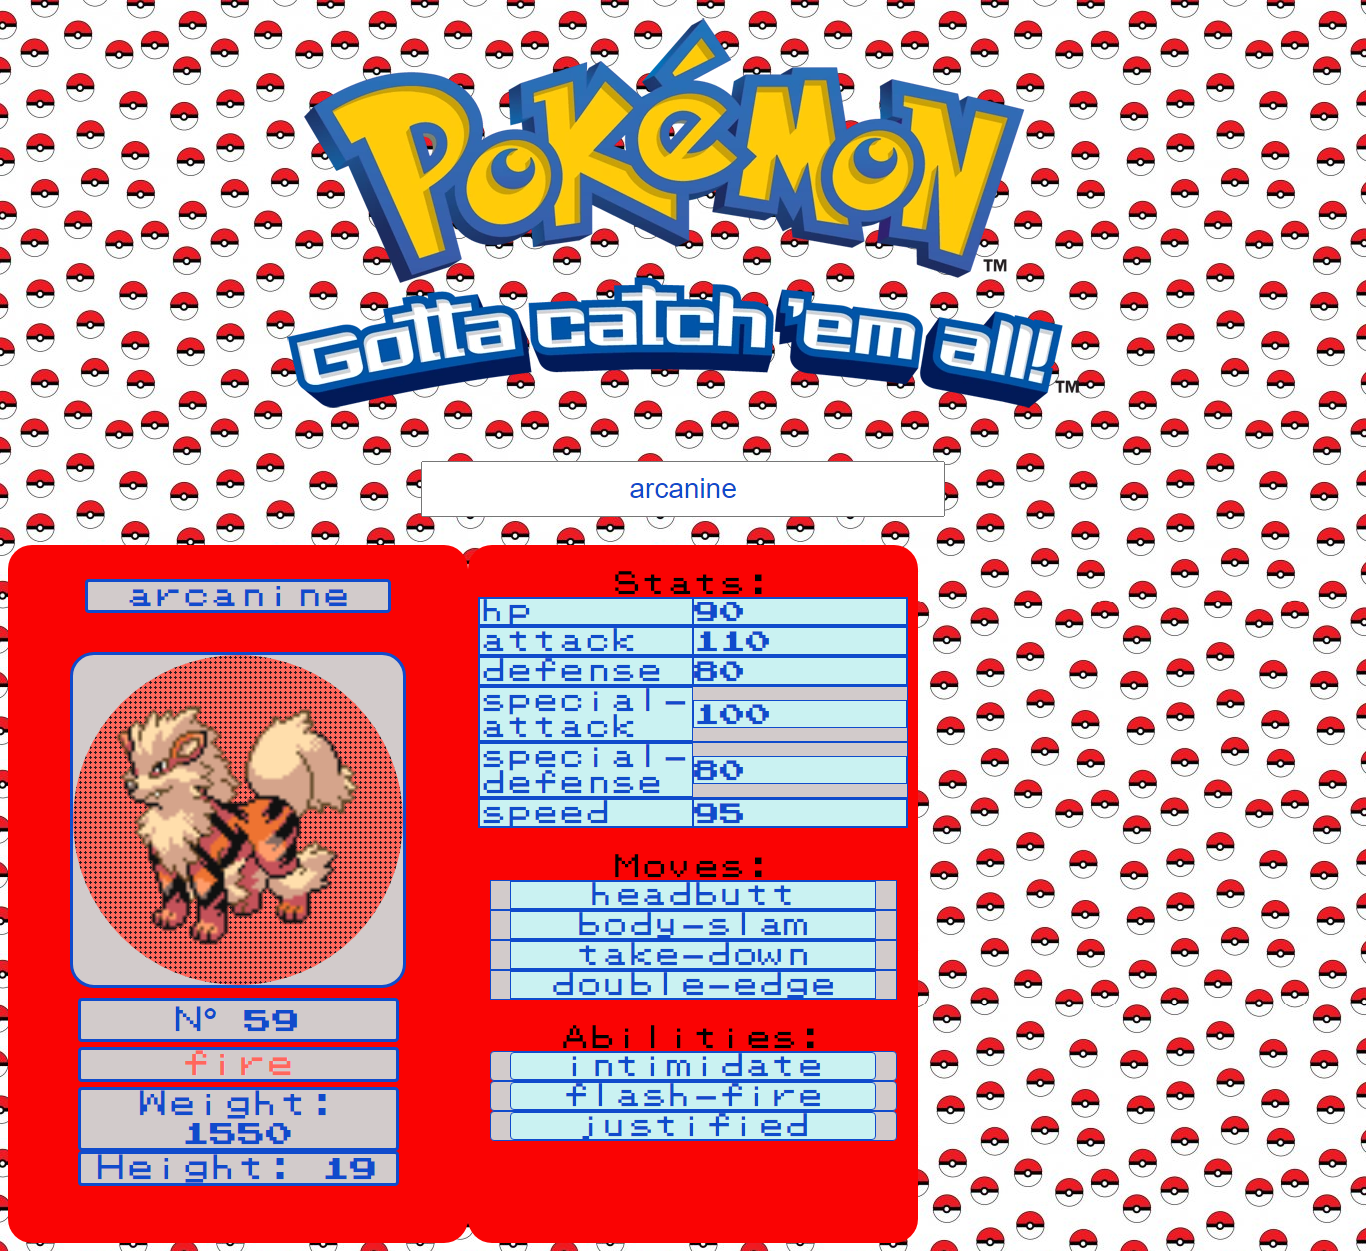 Pokémon
TM
Gotta catch 'em all!
TM
arcanine
arcanine
N° 59
fire
Weight:
1550
Height: 19
Stats:
hp 90
attack 110
defense 80
special-
attack 100
special-
defense 80
speed 95
Moves:
headbutt
body-slam
take-down
double-edge
Abilities:
intimidate
flash-fire
justified